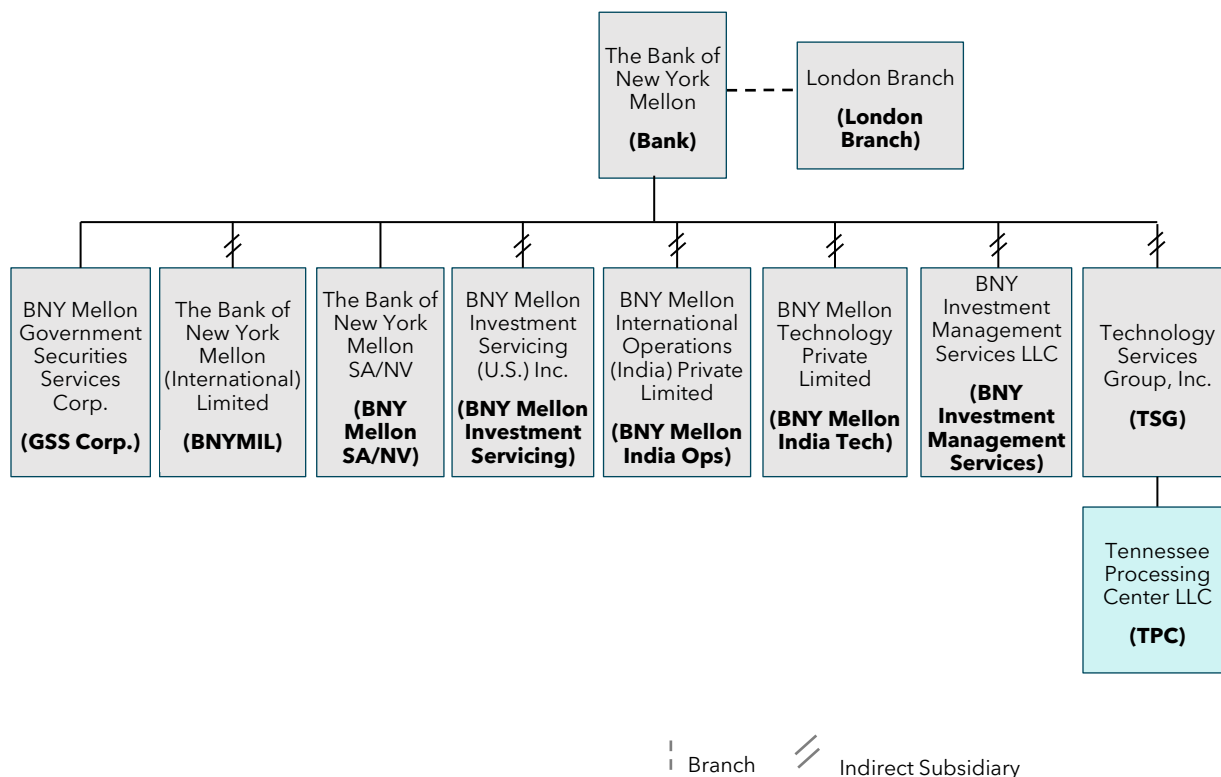 The Bank of
New York
Mellon
(Bank)
London Branch
(London
Branch)
BNY Mellon
Government
Securities
Services
Corp.
(GSS Corp.)
The Bank of
New York
Mellon
(International)
Limited
(BNYMIL)
The Bank of
New York
Mellon
SA/NV
(BNY
Mellon
SA/NV)
BNY Mellon
Investment
Servicing
(U.S.) Inc.
(BNY Mellon
Investment
Servicing)
BNY Mellon
International
Operations
(India) Private
Limited
(BNY Mellon
India Ops)
BNY Mellon
Technology
Private
Limited
(BNY Mellon
India Tech)
BNY
Investment
Management
Services LLC
(BNY
Investment
Management
Services)
Technology
Services
Group, Inc.
(TSG)
Tennessee
Processing
Center LLC
(TPC)
Branch
Indirect Subsidiary